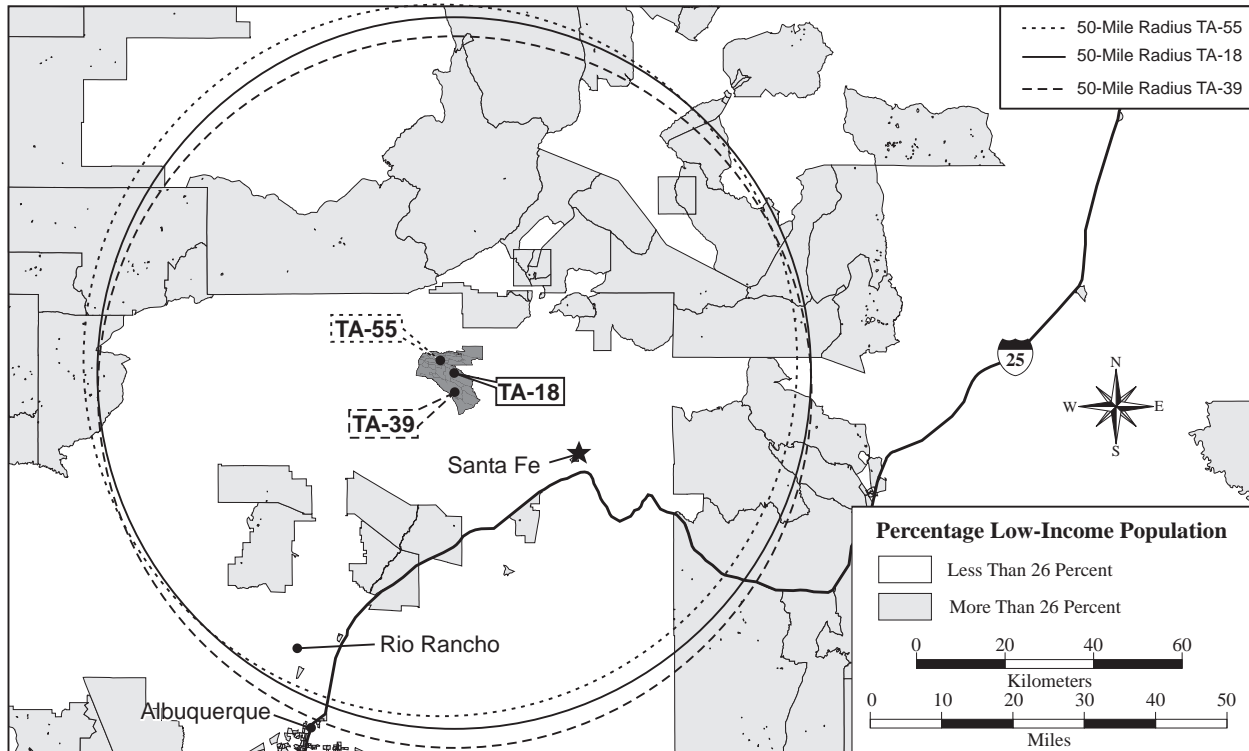 50-Mile Radius TA-55
50-Mile Radius TA-18
50-Mile Radius TA-39
TA-55
25
TA-18
N
W E
S
TA-39
Santa Fe
Percentage Low-Income Population
Less Than 26 Percent
More Than 26 Percent
Rio Rancho
0 20 40 60
Kilometers
0 10 20 30 40 50
Miles
Albuquerque